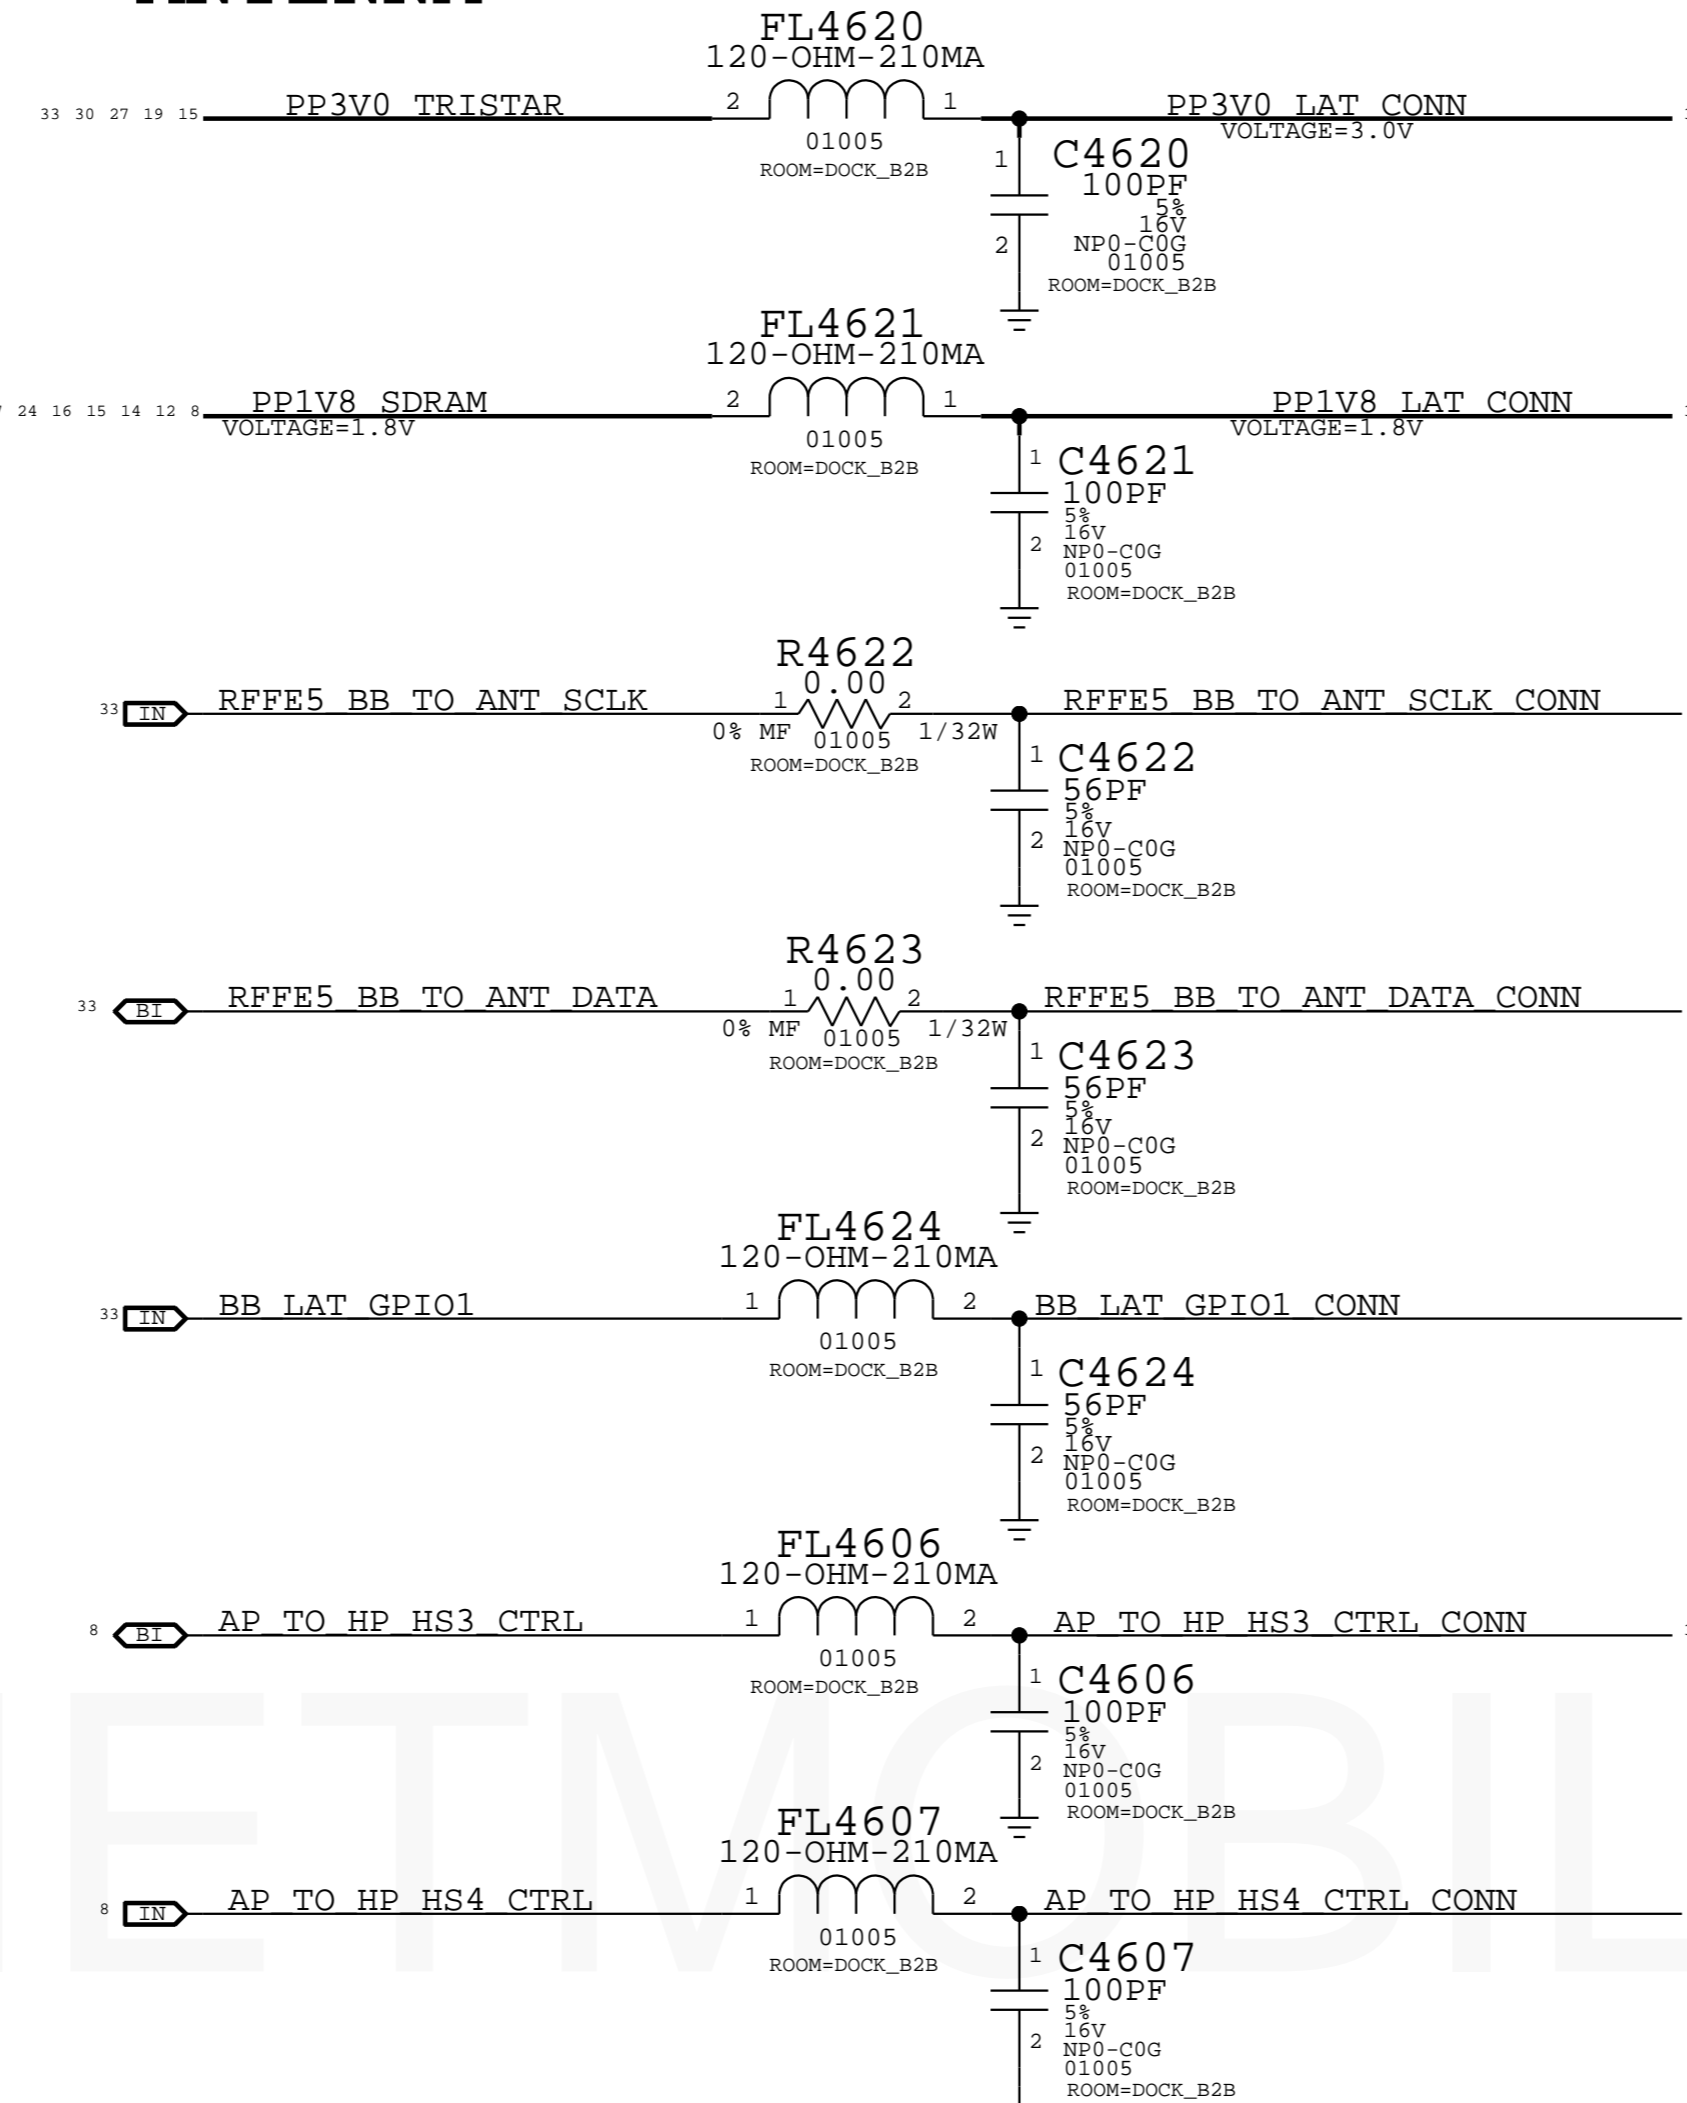 FL4620
120-OHM-210MA
33 30 27 19 15 PP3V0_TRISTAR 2 1 PP3V0_LAT_CONN
VOLTAGE=3.0V
01005
ROOM=DOCK_B2B
1 C4620
100PF
5%
16V
2 NP0-C0G
01005
ROOM=DOCK_B2B
FL4621
120-OHM-210MA
24 16 15 14 12 8 PP1V8_SDRAM 2 1 PP1V8_LAT_CONN
VOLTAGE=1.8V VOLTAGE=1.8V
01005
ROOM=DOCK_B2B
1 C4621
100PF
5%
16V
2 NP0-C0G
01005
ROOM=DOCK_B2B
R4622
0.00
33 IN RFFE5_BB_TO_ANT_SCLK 1 2 RFFE5_BB_TO_ANT_SCLK_CONN
0% MF 01005 1/32W
ROOM=DOCK_B2B
1 C4622
56PF
5%
16V
2 NP0-C0G
01005
ROOM=DOCK_B2B
R4623
0.00
33 BI RFFE5_BB_TO_ANT_DATA 1 2 RFFE5_BB_TO_ANT_DATA_CONN
0% MF 01005 1/32W
ROOM=DOCK_B2B
1 C4623
56PF
5%
16V
2 NP0-C0G
01005
ROOM=DOCK_B2B
FL4624
120-OHM-210MA
33 IN BB_LAT_GPIO1 1 2 BB_LAT_GPIO1_CONN
01005
ROOM=DOCK_B2B
1 C4624
56PF
5%
16V
2 NP0-C0G
01005
ROOM=DOCK_B2B
FL4606
120-OHM-210MA
8 BI AP_TO_HP_HS3_CTRL 1 2 AP_TO_HP_HS3_CTRL_CONN
01005
ROOM=DOCK_B2B
1 C4606
100PF
5%
16V
2 NP0-C0G
01005
ROOM=DOCK_B2B
FL4607
120-OHM-210MA
8 IN AP_TO_HP_HS4_CTRL 1 2 AP_TO_HP_HS4_CTRL_CONN
01005
ROOM=DOCK_B2B
1 C4607
100PF
5%
16V
2 NP0-C0G
01005
ROOM=DOCK_B2B
ETMOBIL